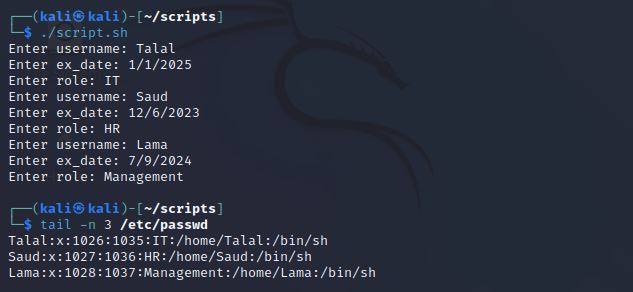 ┌──(kali㉿kali)-[~/scripts]
└─$ ./script.sh
Enter username: Talal
Enter ex_date: 1/1/2025
Enter role: IT
Enter username: Saud
Enter ex_date: 12/6/2023
Enter role: HR
Enter username: Lama
Enter ex_date: 7/9/2024
Enter role: Management
┌──(kali㉿kali)-[~/scripts]
└─$ tail -n 3 /etc/passwd
Talal:x:1026:1035:IT:/home/Talal:/bin/sh
Saud:x:1027:1036:HR:/home/Saud:/bin/sh
Lama:x:1028:1037:Management:/home/Lama:/bin/sh